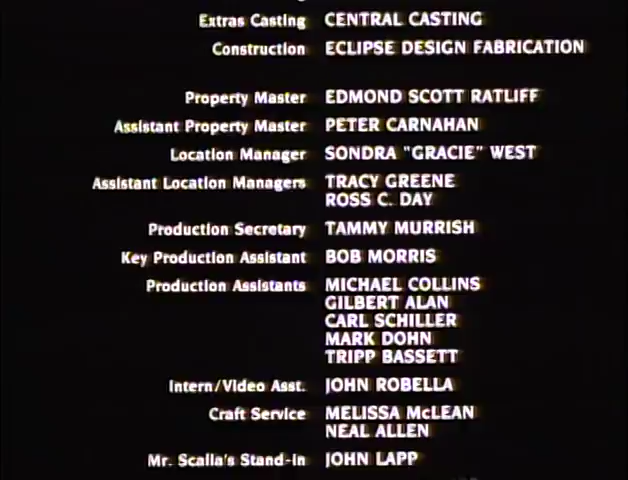 Extras Casting CENTRAL CASTING
Construction ECLIPSE DESIGN FABRICATION
Property Master EDMOND SCOTT RATLIFF
Assistant Property Master PETER CARNAHAN
Location Manager SONDRA "GRACIE" WEST
Assistant Location Managers TRACY GREENE
ROSS C. DAY
Production Secretary TAMMY MURRISH
Key Production Assistant BOB MORRIS
Production Assistants MICHAEL COLLINS
GILBERT ALAN
CARL SCHILLER
MARK DOHN
TRIPP BASSETT
Intern/Video Asst. JOHN ROBELLA
Craft Service MELISSA McLEAN
NEAL ALLEN
Mr. Scalia's Stand-in JOHN LAPP